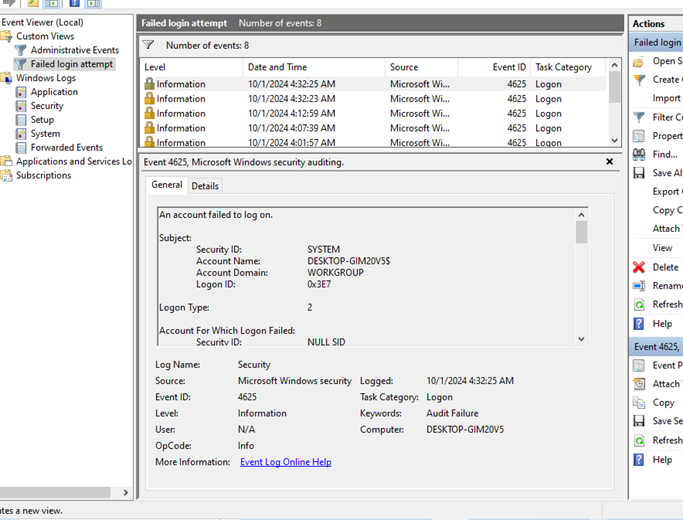 Event Viewer (Local)
Custom Views
Administrative Events
Failed login attempt
Windows Logs
Application
Security
Setup
System
Forwarded Events
Applications and Services Lo
Subscriptions
Failed login attempt Number of events: 8
Number of events: 8
Level Date and Time Source Event ID Task Category
Information 10/1/2024 4:32:25 AM Microsoft Wi... 4625 Logon
Information 10/1/2024 4:32:23 AM Microsoft Wi... 4625 Logon
Information 10/1/2024 4:12:59 AM Microsoft Wi... 4625 Logon
Information 10/1/2024 4:07:39 AM Microsoft Wi... 4625 Logon
Information 10/1/2024 4:01:57 AM Microsoft Wi... 4625 Logon
Event 4625, Microsoft Windows security auditing.
General Details
An account failed to log on.
Subject:
Security ID: SYSTEM
Account Name: DESKTOP-GIM20V5$
Account Domain: WORKGROUP
Logon ID: 0x3E7
Logon Type: 2
Account For Which Logon Failed:
Security ID: NULL SID
Log Name: Security
Source: Microsoft Windows security Logged: 10/1/2024 4:32:25 AM
Event ID: 4625 Task Category: Logon
Level: Information Keywords: Audit Failure
User: N/A Computer: DESKTOP-GIM20V5
OpCode: Info
More Information: Event Log Online Help
Actions
Failed login
Open S
Create
Import
Filter Cu
Propert
Find...
Save Al
Export
Copy C
Attach
View
Delete
Renam
Refresh
Help
Event 4625,
Event P
Attach
Copy
Save Se
Refresh
Help
tes a new view.